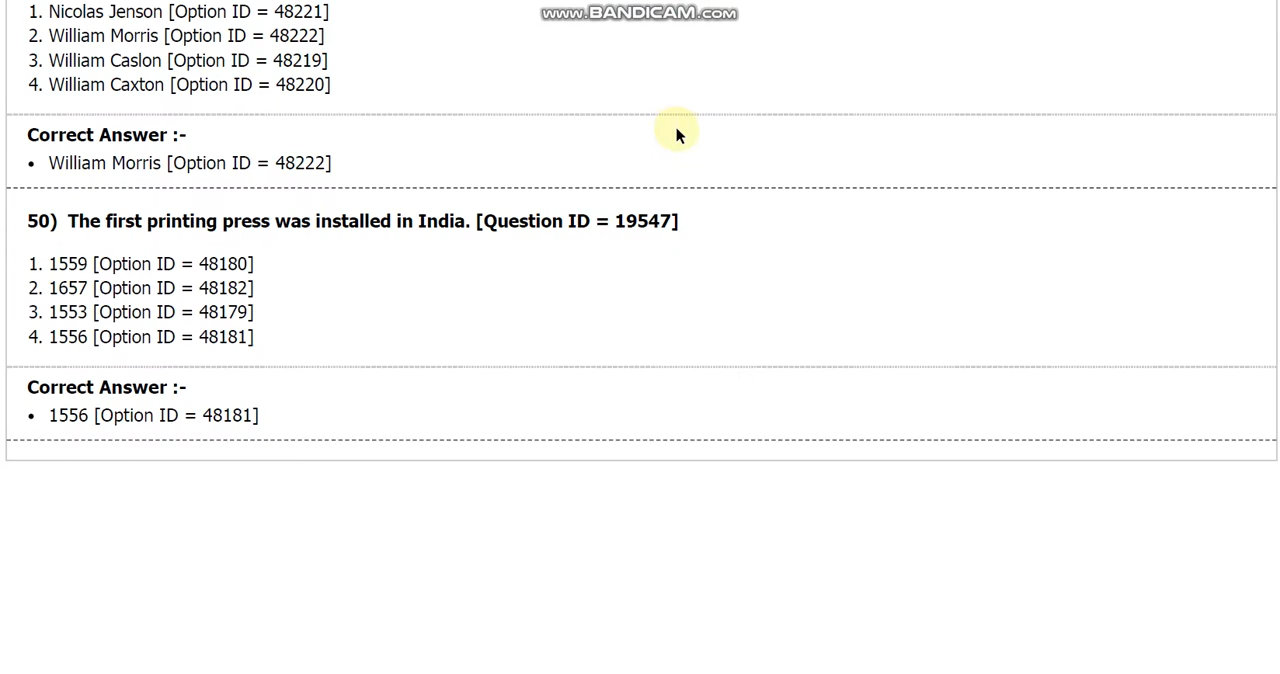 www.BANDICAM.com
1. Nicolas Jenson [Option ID = 48221]
2. William Morris [Option ID = 48222]
3. William Caslon [Option ID = 48219]
4. William Caxton [Option ID = 48220]
Correct Answer :-
• William Morris [Option ID = 48222]
50) The first printing press was installed in India. [Question ID = 19547]
1. 1559 [Option ID = 48180]
2. 1657 [Option ID = 48182]
3. 1553 [Option ID = 48179]
4. 1556 [Option ID = 48181]
Correct Answer :-
• 1556 [Option ID = 48181]